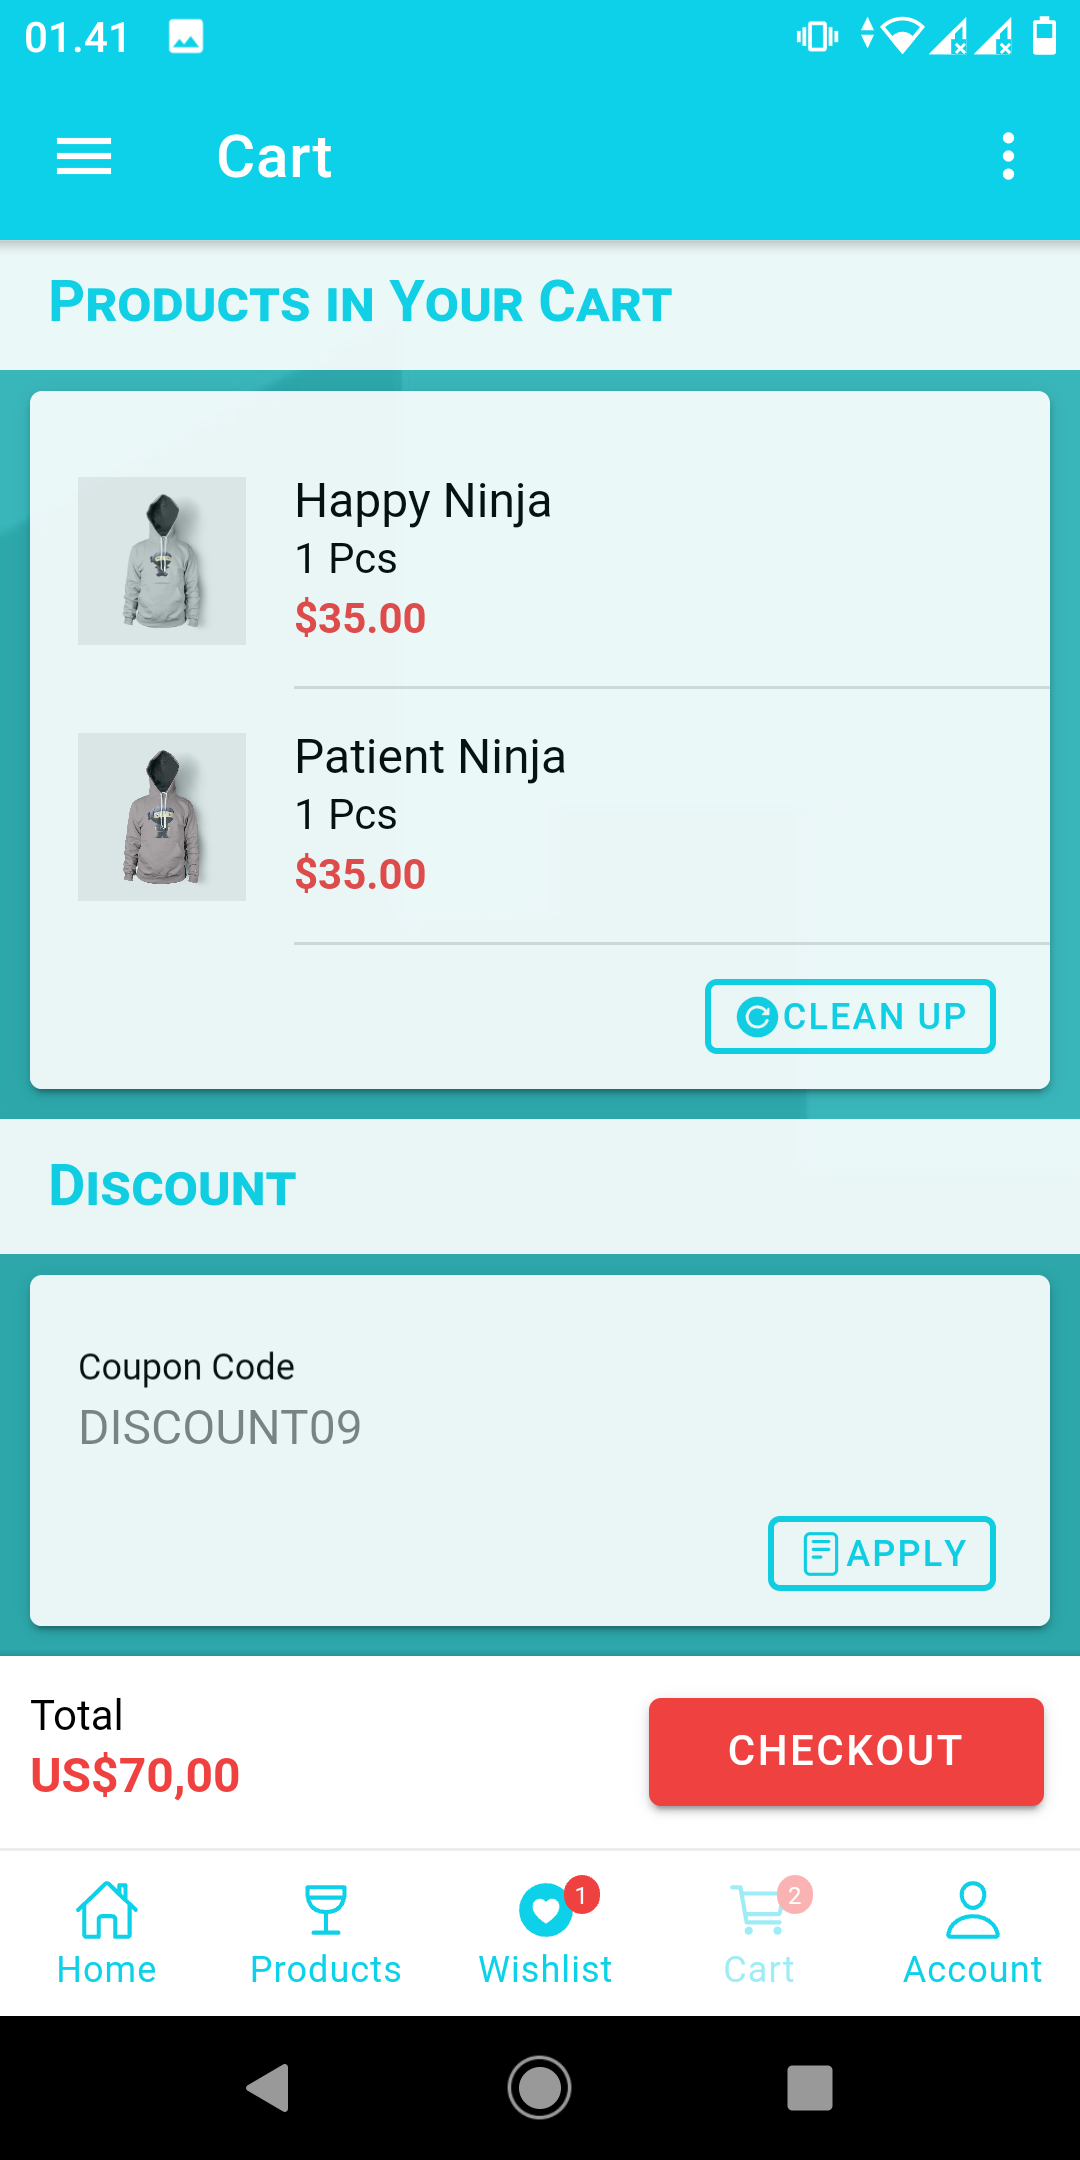 01.41
Cart
Products in Your Cart
Happy Ninja
1 Pcs
$35.00
Patient Ninja
1 Pcs
$35.00
CLEAN UP
Discount
Coupon Code
DISCOUNT09
APPLY
Total
US$70,00
CHECKOUT
1
2
Home
Products
Wishlist
Cart
Account